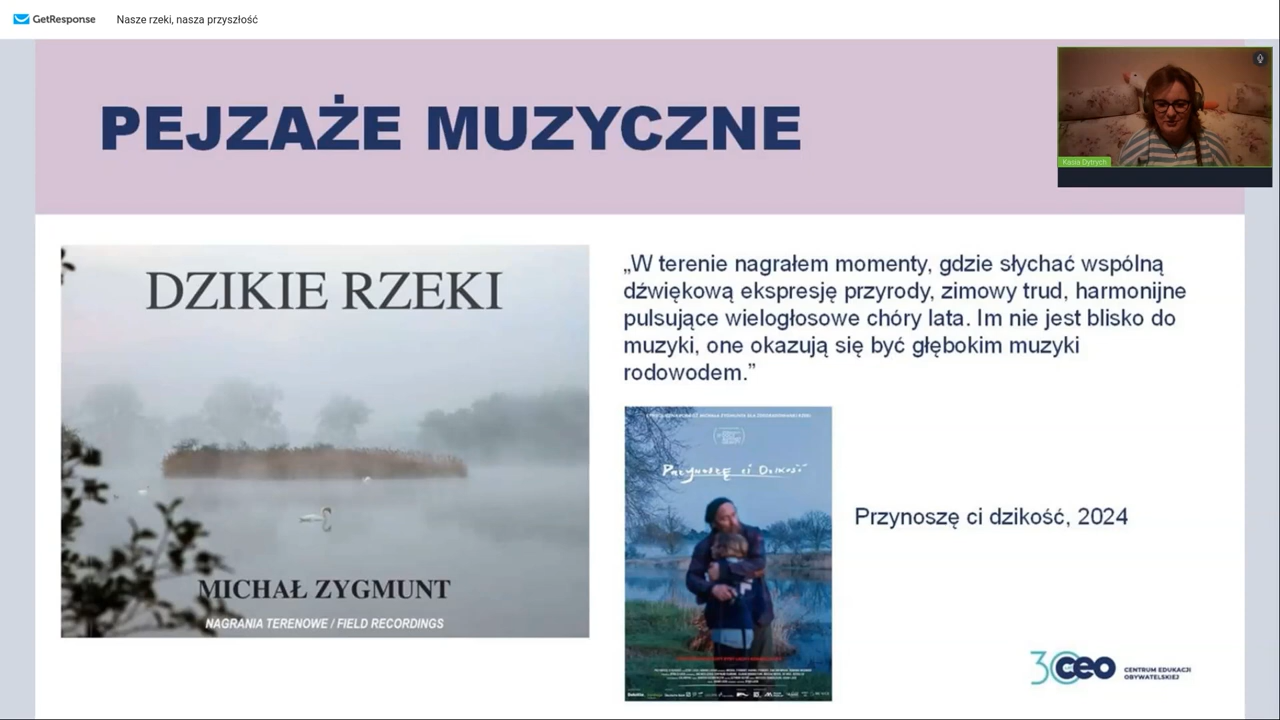 GetResponse Nasze rzeki, nasza przyszłość
PEJZAŻE MUZYCZNE
Kasia Dytrych
DZIKIE RZEKI
MICHAŁ ZYGMUNT
NAGRANIA TERENOWE / FIELD RECORDINGS
„W terenie nagrałem momenty, gdzie słychać wspólną
dźwiękową ekspresję przyrody, zimowy trud, harmonijne
pulsujące wielogłosowe chóry lata. Im nie jest blisko do
muzyki, one okazują się być głębokim muzyki
rodowodem.”
Przynoszę ci Dzikość
Przynoszę ci dzikość, 2024
30 CEO CENTRUM EDUKACJI
OBYWATELSKIEJ